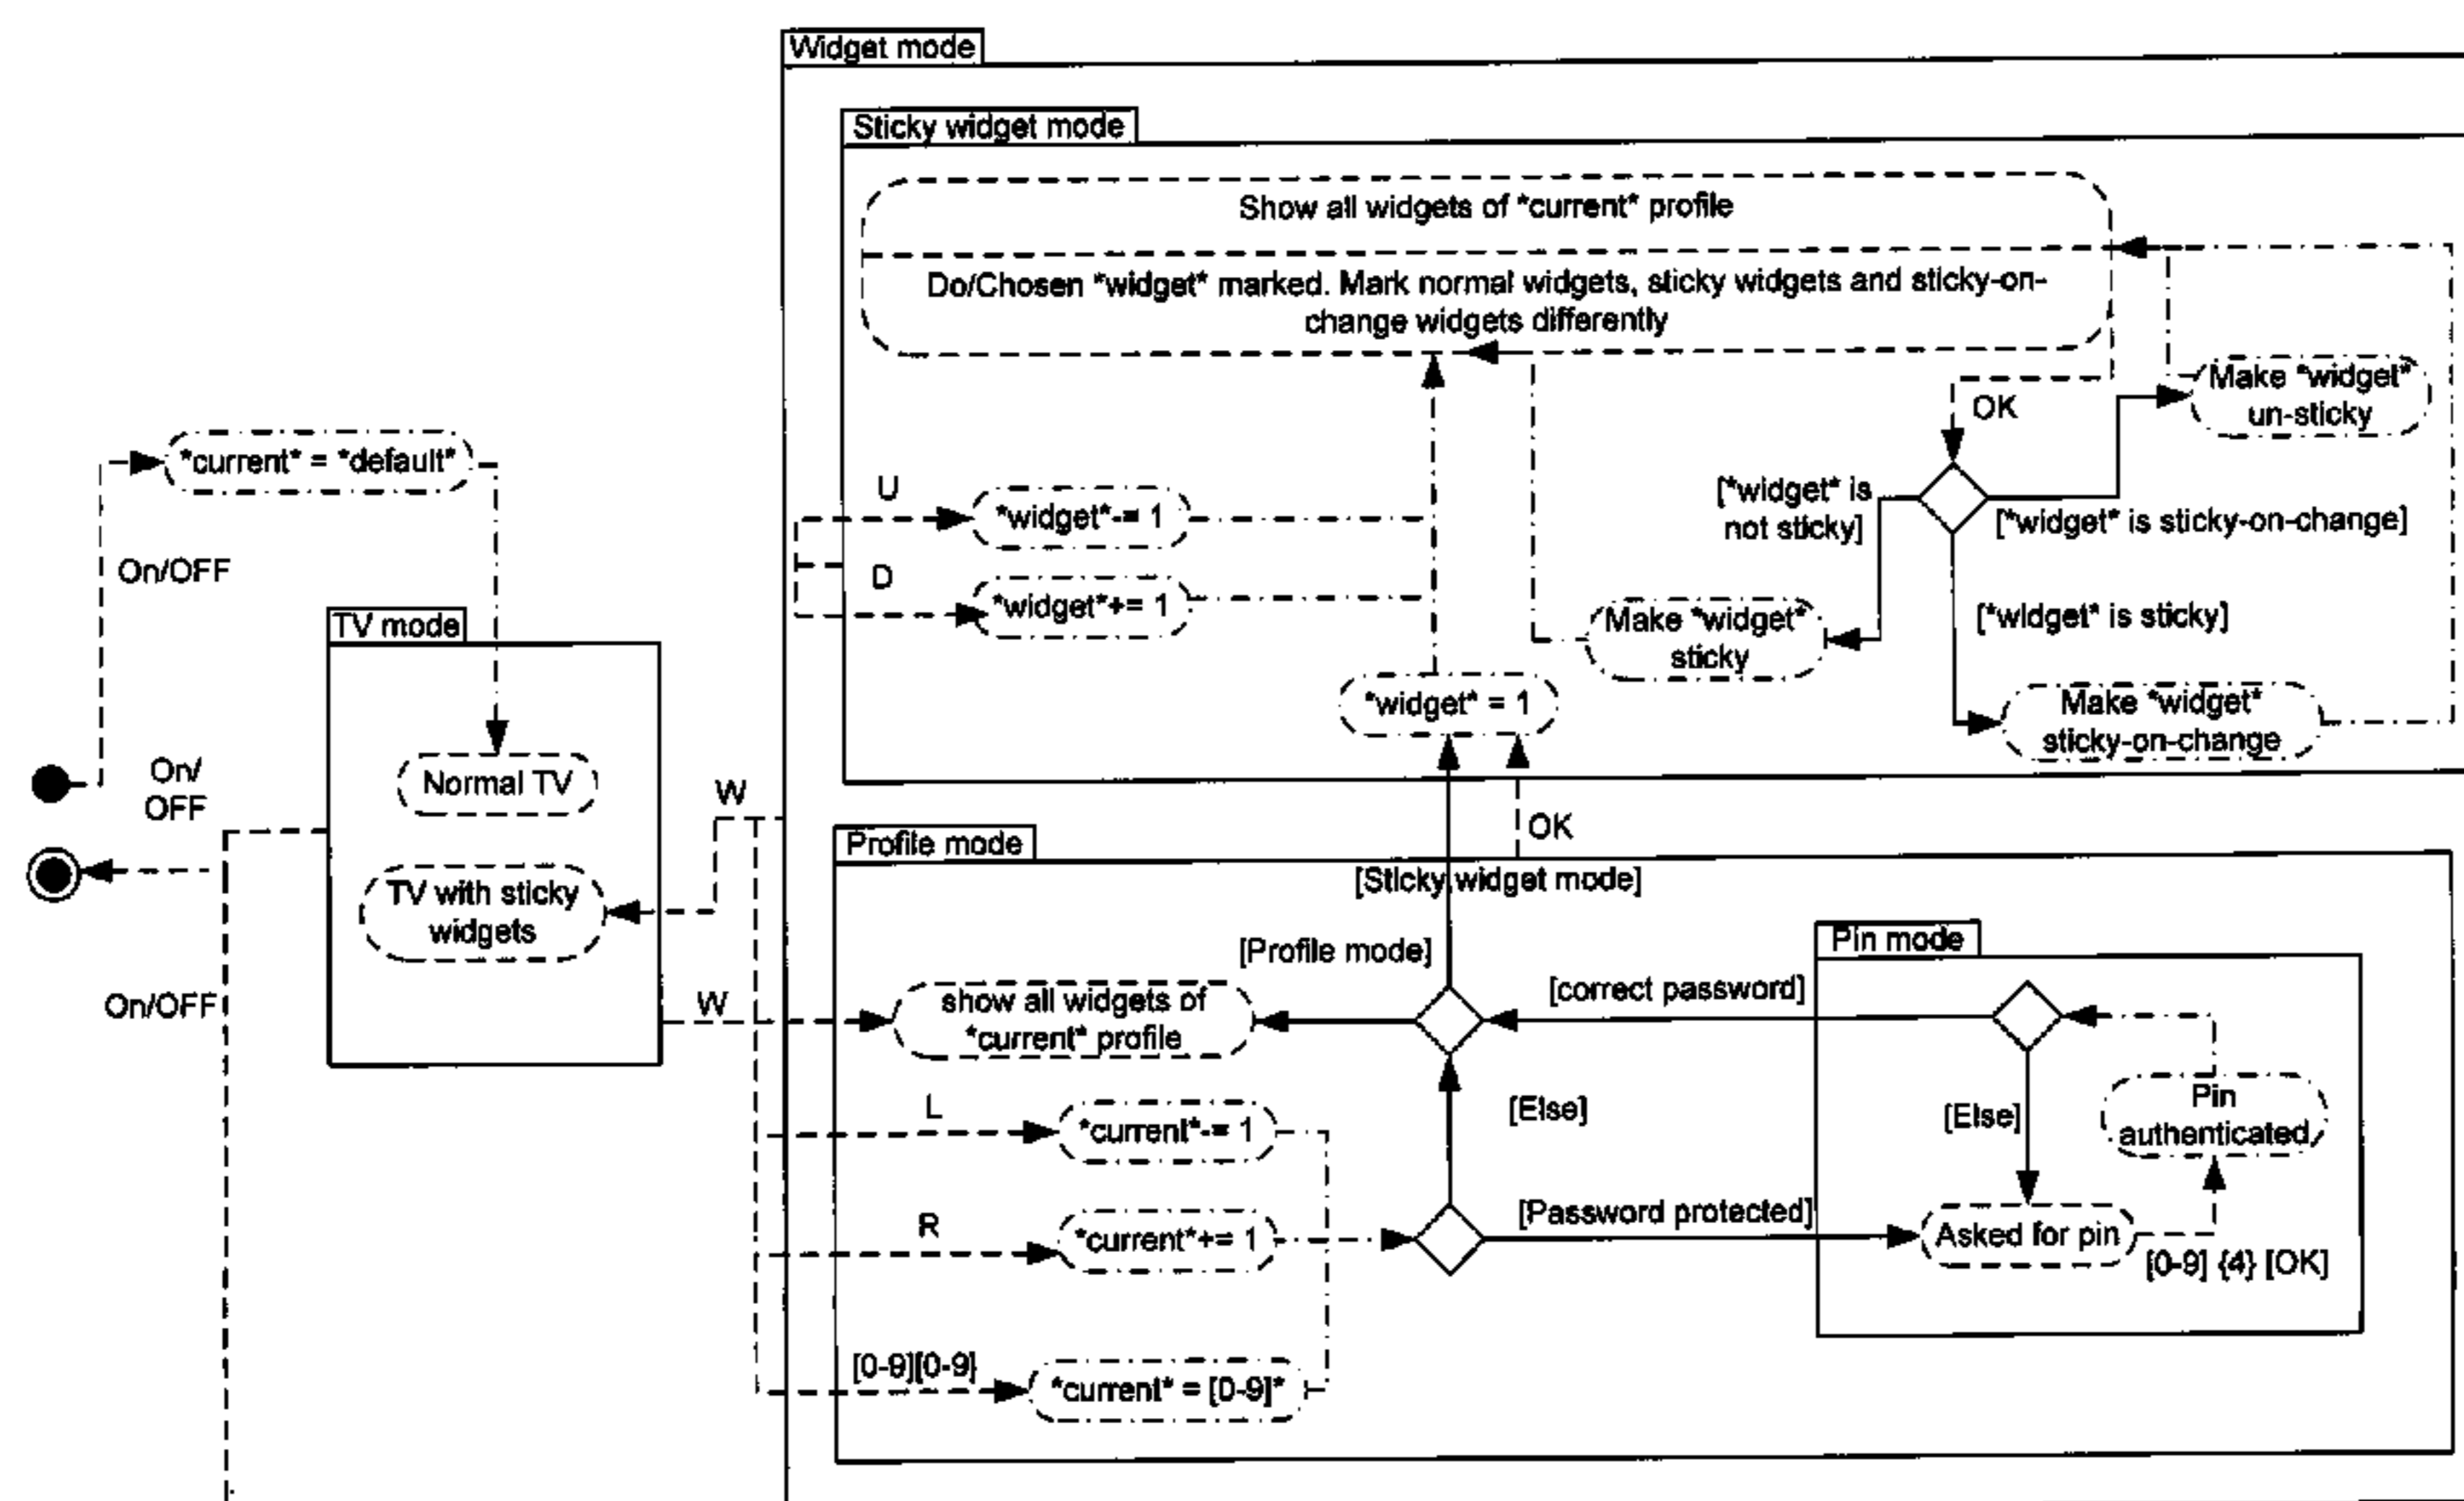 Widget mode
Sticky widget mode
Show all widgets of *current* profile
Do/Chosen *widget* marked. Mark normal widgets, sticky widgets and sticky-on-
change widgets differently
Make *widget*
un-sticky
OK
*current* = *default*
On/OFF
U
*widget*-= 1
D
*widget*+= 1
[*widget* is
not sticky]
[*widget* is sticky-on-change]
[*widget* is sticky]
Make *widget*
sticky
Make *widget*
sticky-on-change
*widget* = 1
TV mode
Normal TV
On/
OFF
TV with sticky
widgets
W
On/OFF
W
OK
Profile mode
[Sticky widget mode]
[Profile mode]
show all widgets of
*current* profile
[correct password]
Pin mode
L
*current*-= 1
[Else]
[Else]
Pin
authenticated
R
*current*+= 1
[Password protected]
Asked for pin
[0-9] {4} [OK]
[0-9][0-9]
*current* = [0-9]*